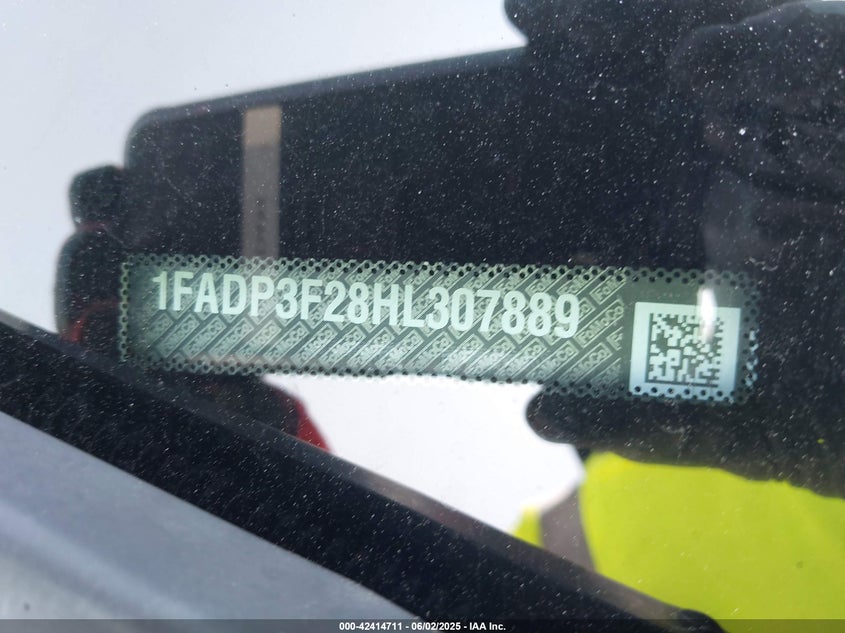 1FADP3F28HL307889
000-42414711 - 06/02/2025 - IAA Inc.